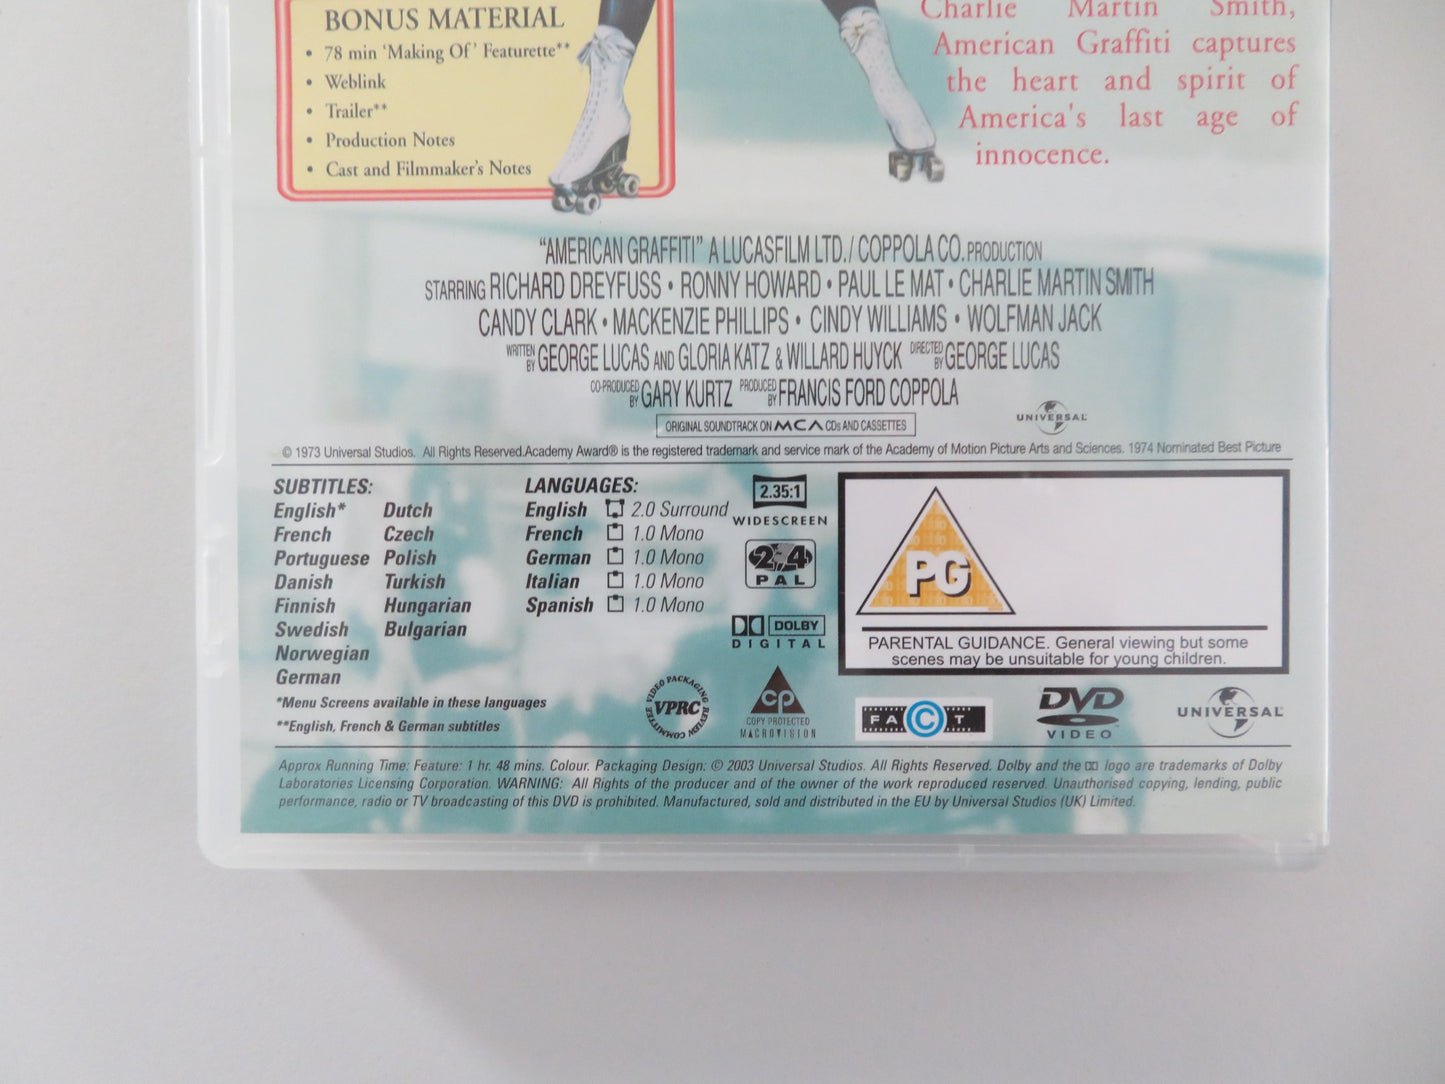 BONUS MATERIAL
• 78 min 'Making Of' Featurette**
• Weblink
• Trailer**
• Production Notes
• Cast and Filmmaker's Notes
Charlie Martin Smith,
American Graffiti captures
the heart and spirit of
America's last age of
innocence.
"AMERICAN GRAFFITI" A LUCASFILM LTD./ COPPOLA CO. PRODUCTION
STARRING RICHARD DREYFUSS • RONNY HOWARD • PAUL LE MAT • CHARLIE MARTIN SMITH
CANDY CLARK • MACKENZIE PHILLIPS • CINDY WILLIAMS • WOLFMAN JACK
WRITTEN BY GEORGE LUCAS AND GLORIA KATZ & WILLARD HUYCK DIRECTED BY GEORGE LUCAS
CO-PRODUCED BY GARY KURTZ PRODUCED BY FRANCIS FORD COPPOLA
ORIGINAL SOUNDTRACK ON MCA CDs AND CASSETTES
UNIVERSAL
© 1973 Universal Studios. All Rights Reserved.Academy Award® is the registered trademark and service mark of the Academy of Motion Picture Arts and Sciences. 1974 Nominated Best Picture
SUBTITLES:
English* Dutch
French Czech
Portuguese Polish
Danish Turkish
Finnish Hungarian
Swedish Bulgarian
Norwegian
German
*Menu Screens available in these languages
**English, French & German subtitles
LANGUAGES:
English 2.0 Surround
French 1.0 Mono
German 1.0 Mono
Italian 1.0 Mono
Spanish 1.0 Mono
2.35:1
WIDESCREEN
2 4
PAL
DOLBY
DIGITAL
PG
PARENTAL GUIDANCE. General viewing but some
scenes may be unsuitable for young children.
VIDEO PACKAGING REVIEW COMMITTEE
VPRC
cp
COPY PROTECTED
MACROVISION
FACT
DVD
VIDEO
UNIVERSAL
Approx Running Time: Feature: 1 hr. 48 mins. Colour. Packaging Design: © 2003 Universal Studios. All Rights Reserved. Dolby and the logo are trademarks of Dolby
Laboratories Licensing Corporation. WARNING: All Rights of the producer and of the owner of the work reproduced reserved. Unauthorised copying, lending, public
performance, radio or TV broadcasting of this DVD is prohibited. Manufactured, sold and distributed in the EU by Universal Studios (UK) Limited.